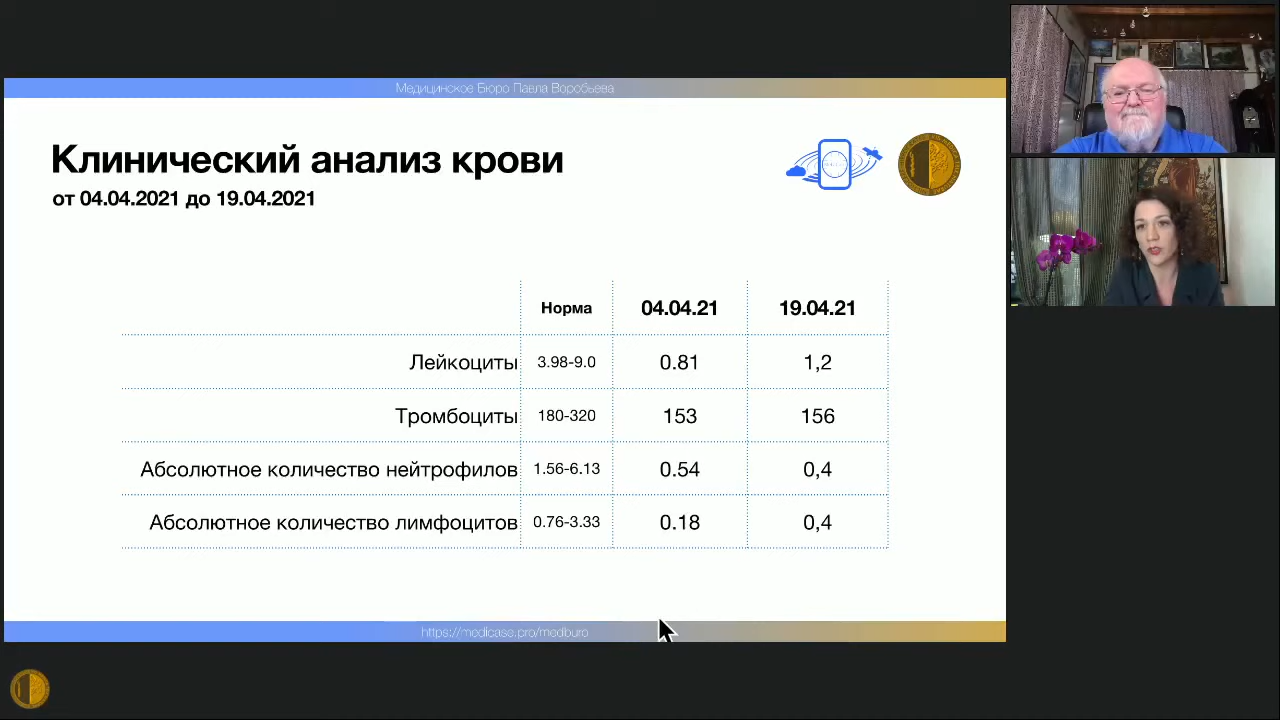 Медицинское Бюро Павла Воробьева
Клинический анализ крови
от 04.04.2021 до 19.04.2021
Норма 04.04.21 19.04.21
Лейкоциты 3.98-9.0 0.81 1,2
Тромбоциты 180-320 153 156
Абсолютное количество нейтрофилов 1.56-6.13 0.54 0,4
Абсолютное количество лимфоцитов 0.76-3.33 0.18 0,4
https://medicase.pro/medburo